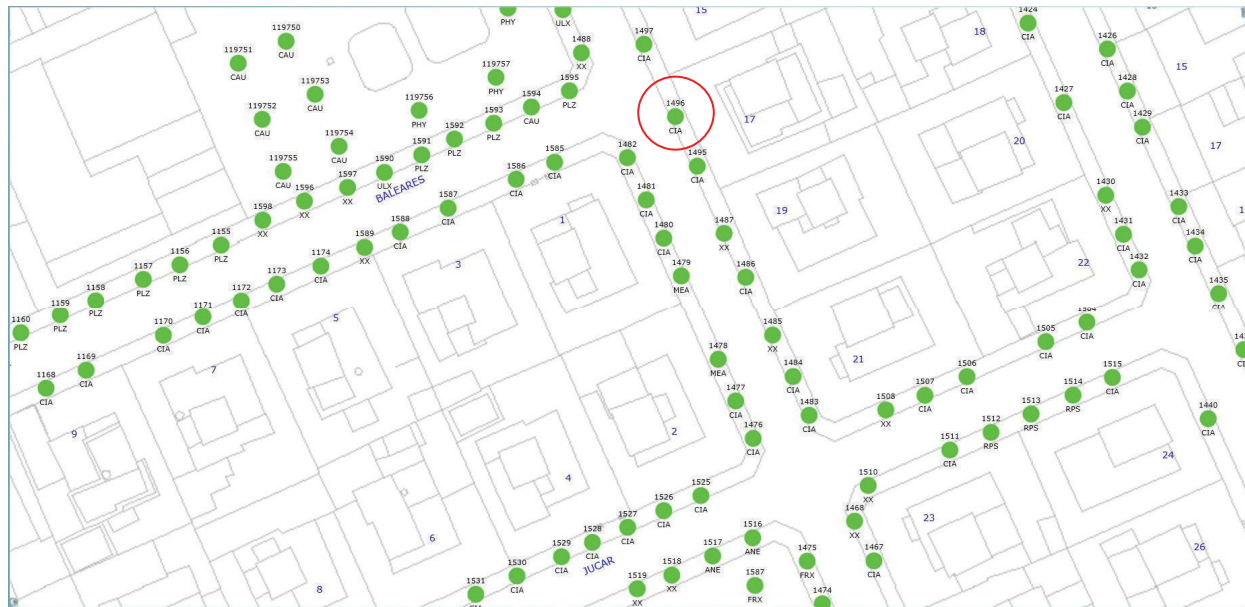 PHY
ULX
1424
CIA
15
16
119750
CAU
119751
CAU
1488
XX
1497
CIA
18
1426
CIA
15
119757
PHY
1595
PLZ
119753
CAU
1594
CAU
1428
CIA
1427
CIA
119752
CAU
119756
PHY
1593
PLZ
1496
CIA
17
1429
CIA
1592
PLZ
20
17
119754
CAU
1591
PLZ
1585
CIA
1482
CIA
1495
CIA
119755
CAU
1590
ULX
BALEARES
1586
CIA
1597
XX
1596
XX
1481
CIA
1430
XX
1433
CIA
1598
XX
1587
CIA
1
19
1588
CIA
1480
CIA
1487
XX
1431
CIA
1434
CIA
1155
PLZ
1589
XX
3
1156
PLZ
1174
CIA
1479
MEA
1486
CIA
22
1432
CIA
1157
PLZ
1173
CIA
1435
CIA
1158
PLZ
1172
CIA
1159
PLZ
1171
CIA
5
1504
CIA
1160
PLZ
1170
CIA
1485
XX
1505
CIA
1478
MEA
21
1169
CIA
7
1484
CIA
1506
CIA
1515
CIA
1168
CIA
1477
CIA
1507
CIA
1514
RPS
1483
CIA
1508
XX
1513
RPS
1440
CIA
9
2
1476
CIA
1512
RPS
1511
CIA
24
4
1510
XX
1525
CIA
1526
CIA
23
1468
XX
1527
CIA
6
1516
ANE
1528
CIA
26
1529
CIA
JUCAR
1517
ANE
1475
FRX
1467
CIA
1530
CIA
1518
XX
8
1531
CIA
1519
XX
1587
FRX
1474